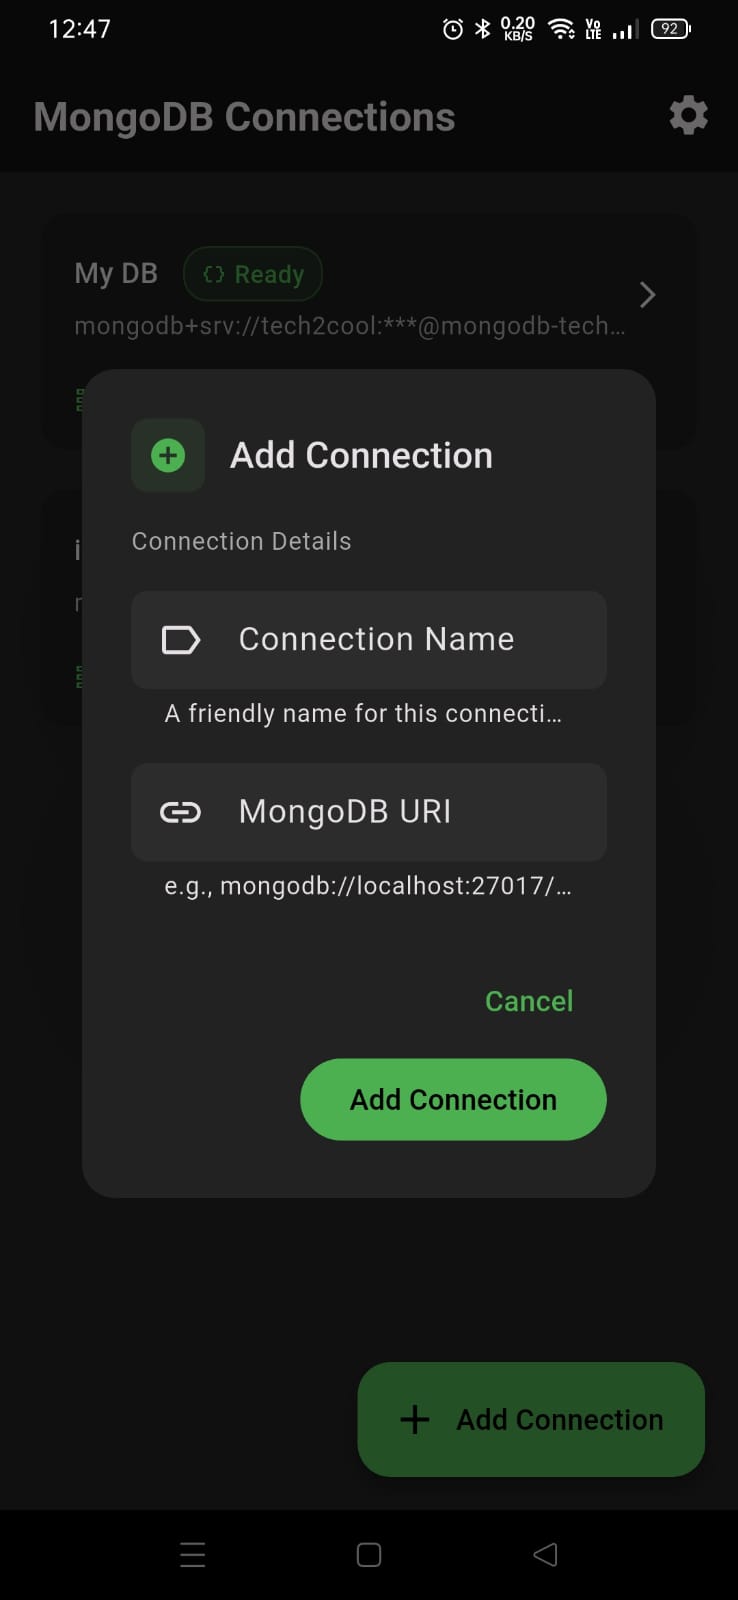 12:47
0.20
KB/S
Vo
LTE
92
MongoDB Connections
My DB
{} Ready
mongodb+srv://tech2cool:***@mongodb-tech...
Add Connection
Connection Details
Connection Name
A friendly name for this connecti...
MongoDB URI
e.g., mongodb://localhost:27017/...
Cancel
Add Connection
Add Connection